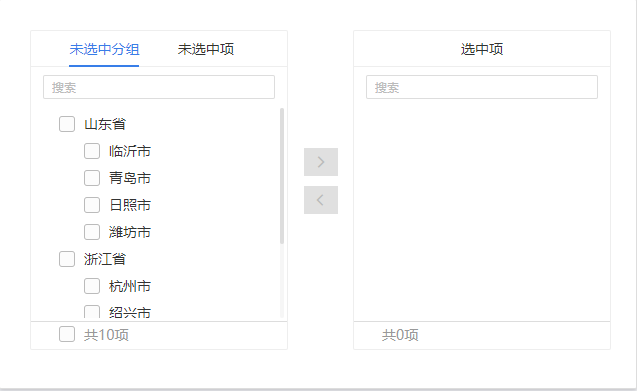 未选中分组 未选中项
搜索
山东省
临沂市
青岛市
日照市
潍坊市
浙江省
杭州市
绍兴市
共10项
选中项
搜索
共0项